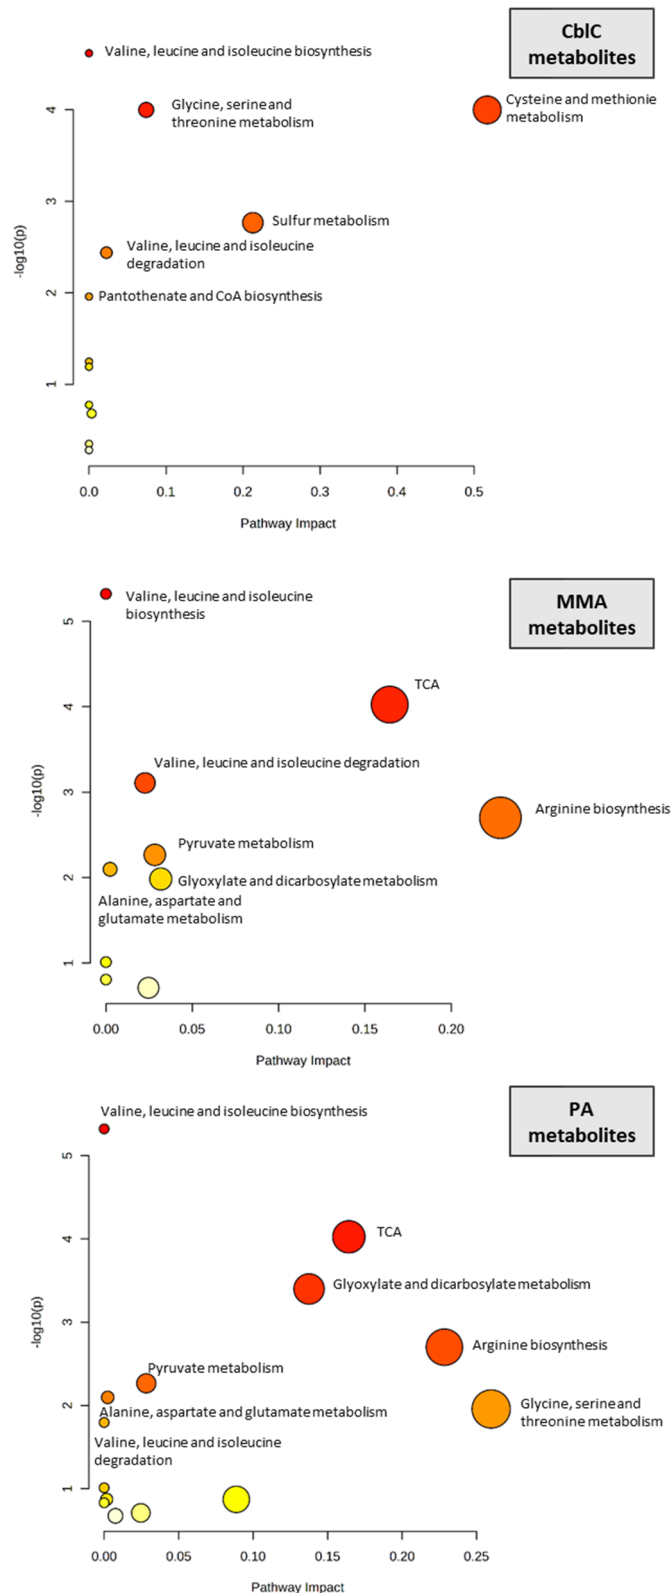 CblC
metabolites
Valine, leucine and isoleucine biosynthesis
Glycine, serine and
threonine metabolism
Cysteine and methionie
metabolism
Sulfur metabolism
Valine, leucine and isoleucine
degradation
Pantothenate and CoA biosynthesis
-log10(p)
4
3
2
1
0.0 0.1 0.2 0.3 0.4 0.5
Pathway Impact
MMA
metabolites
Valine, leucine and isoleucine
biosynthesis
TCA
Valine, leucine and isoleucine degradation
Arginine biosynthesis
Pyruvate metabolism
Glyoxylate and dicarbosylate metabolism
Alanine, aspartate and
glutamate metabolism
-log10(p)
5
4
3
2
1
0.00 0.05 0.10 0.15 0.20
Pathway Impact
PA
metabolites
Valine, leucine and isoleucine biosynthesis
TCA
Glyoxylate and dicarbosylate metabolism
Arginine biosynthesis
Pyruvate metabolism
Glycine, serine and
threonine metabolism
Alanine, aspartate and glutamate metabolism
Valine, leucine and isoleucine
degradation
-log10(p)
5
4
3
2
1
0.00 0.05 0.10 0.15 0.20 0.25
Pathway Impact